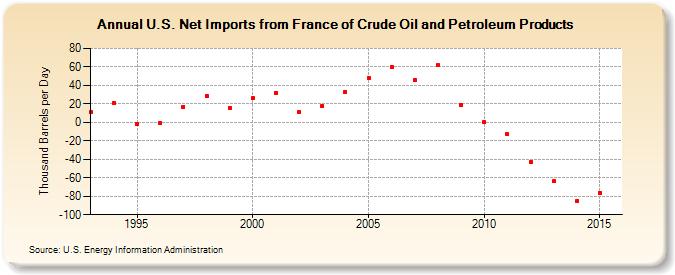 Annual U.S. Net Imports from France of Crude Oil and Petroleum Products
Thousand Barrels per Day
80
60
40
20
0
-20
-40
-60
-80
-100
1995 2000 2005 2010 2015
Source: U.S. Energy Information Administration